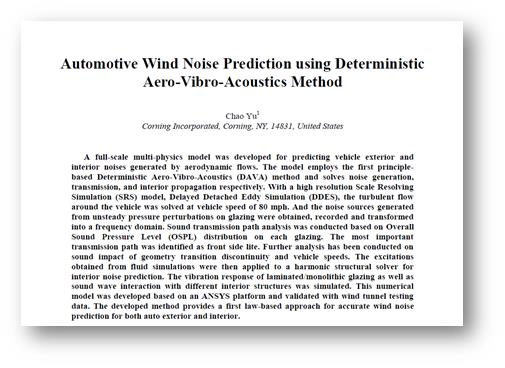 Automotive Wind Noise Prediction using Deterministic
Aero-Vibro-Acoustics Method
Chao Yu¹
Corning Incorporated, Corning, NY, 14831, United States
A full-scale multi-physics model was developed for predicting vehicle exterior and
interior noises generated by aerodynamic flows. The model employs the first principle-
based Deterministic Aero-Vibro-Acoustics (DAVA) method and solves noise generation,
transmission, and interior propagation respectively. With a high resolution Scale Resolving
Simulation (SRS) model, Delayed Detached Eddy Simulation (DDES), the turbulent flow
around the vehicle was solved at vehicle speed of 80 mph. And the noise sources generated
from unsteady pressure perturbations on glazing were obtained, recorded and transformed
into a frequency domain. Sound transmission path analysis was conducted based on Overall
Sound Pressure Level (OSPL) distribution on each glazing. The most important
transmission path was identified as front side lite. Further analysis has been conducted on
sound impact of geometry transition discontinuity and vehicle speeds. The excitations
obtained from fluid simulations were then applied to a harmonic structural solver for
interior noise prediction. The vibration response of laminated/monolithic glazing as well as
sound wave interaction with different interior structures was simulated. This numerical
model was developed based on an ANSYS platform and validated with wind tunnel testing
data. The developed method provides a first law-based approach for accurate wind noise
prediction for both auto exterior and interior.